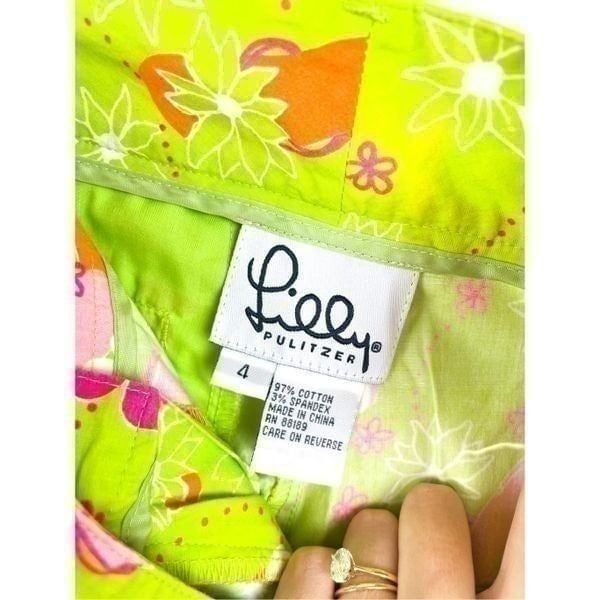 Lilly®
PULITZER
4
97% COTTON
3% SPANDEX
MADE IN CHINA
RN 88189
CARE ON REVERSE